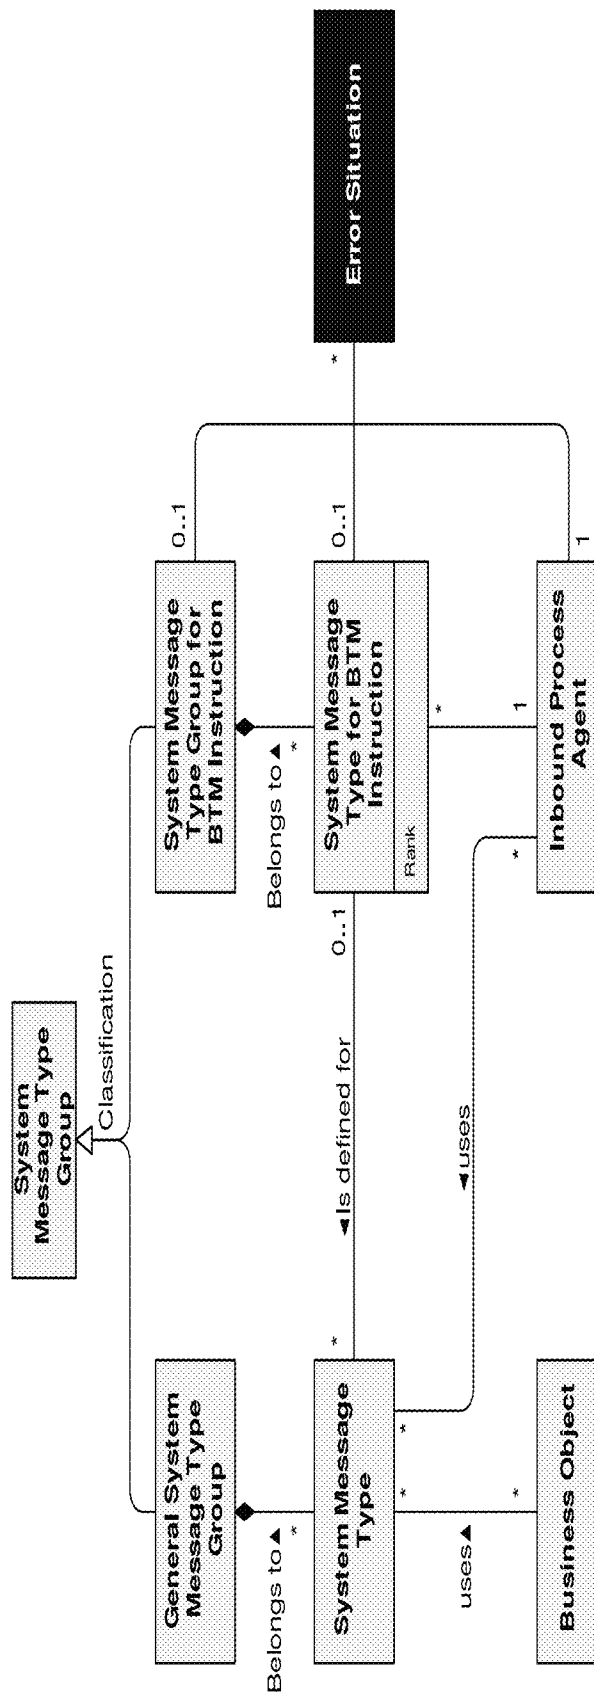 System
Message Type
Group
Classification
General System
Message Type
Group
System Message
Type Group for
BTM Instruction
0..1
Belongs to▲
*
Belongs to▲
*
System Message
Type
*
◄Is defined for
0..1
System Message
Type for BTM
Instruction
Rank
0..1
*
Error Situation
*
*
*
uses▲
*
◄uses
*
1
1
Business Object
Inbound Process
Agent